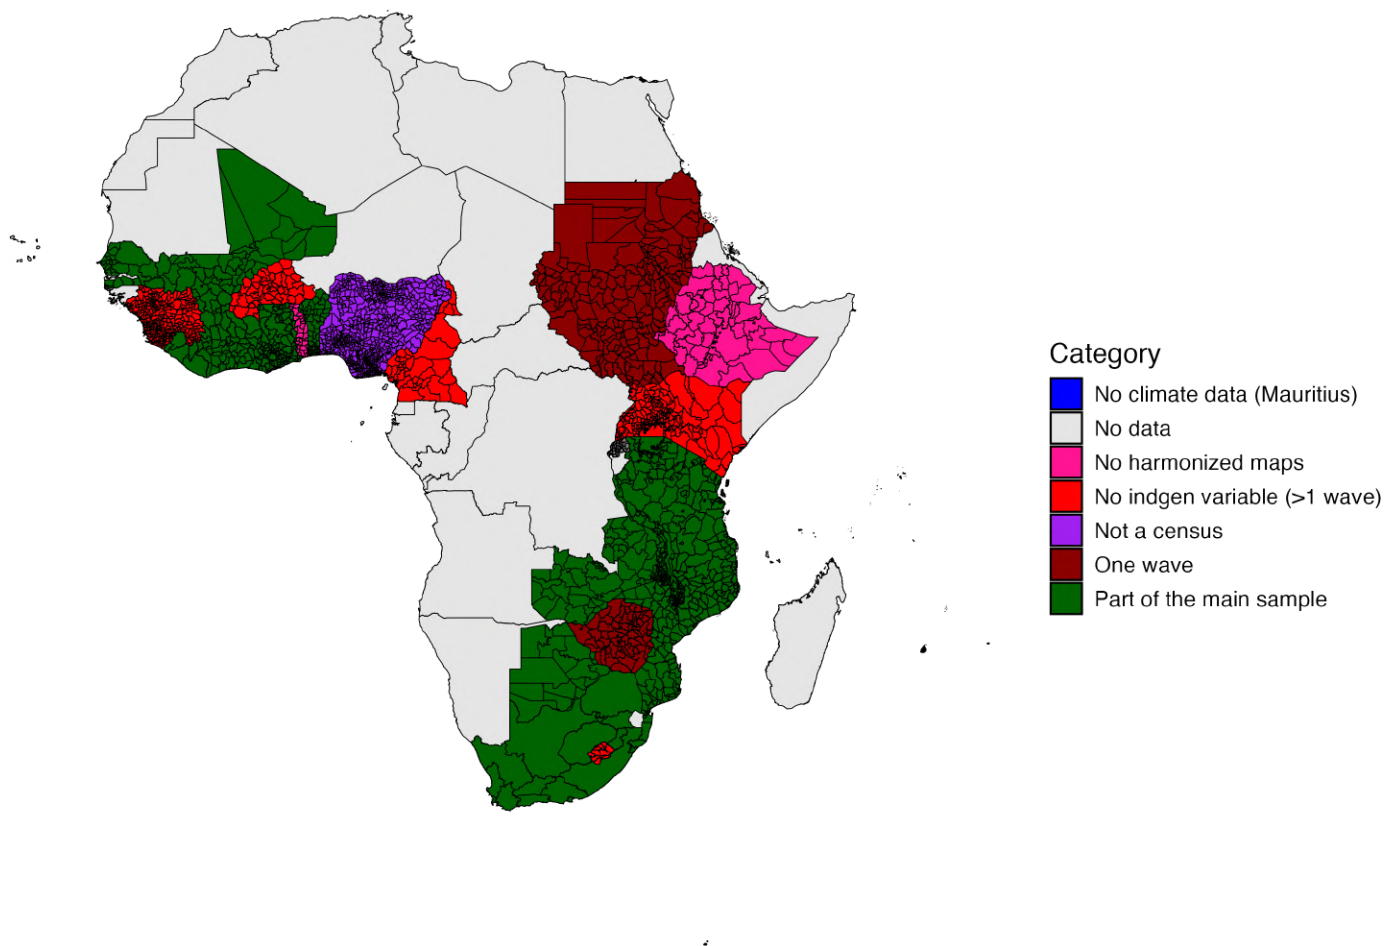 Category
No climate data (Mauritius)
No data
No harmonized maps
No indgen variable (>1 wave)
Not a census
One wave
Part of the main sample